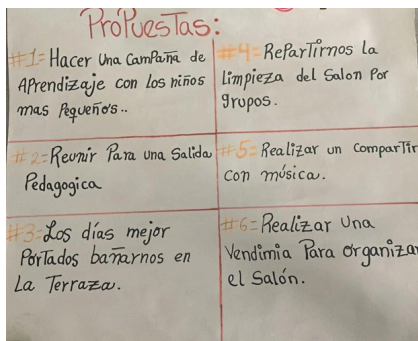 Propuestas:
#1= Hacer una Campaña de
Aprendizaje con los niños
mas Pequeños..
#2= Reunir Para una Salida
Pedagogica
#3= Los días mejor
Portados bañarnos en
La Terraza.
#4= Repartirnos la
limpieza del Salon Por
grupos.
#5= Realizar un compartir
con música.
#6= Realizar una
Vendimia Para organizar
el Salón.